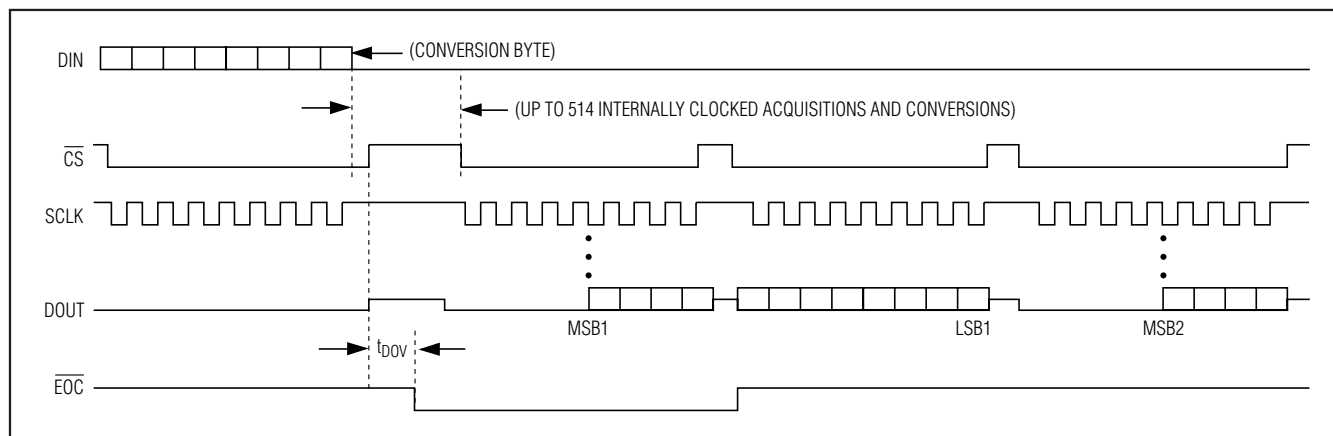 DIN
(CONVERSION BYTE)
(UP TO 514 INTERNALLY CLOCKED ACQUISITIONS AND CONVERSIONS)
CS
SCLK
DOUT
MSB1
LSB1
MSB2
tDOV
EOC